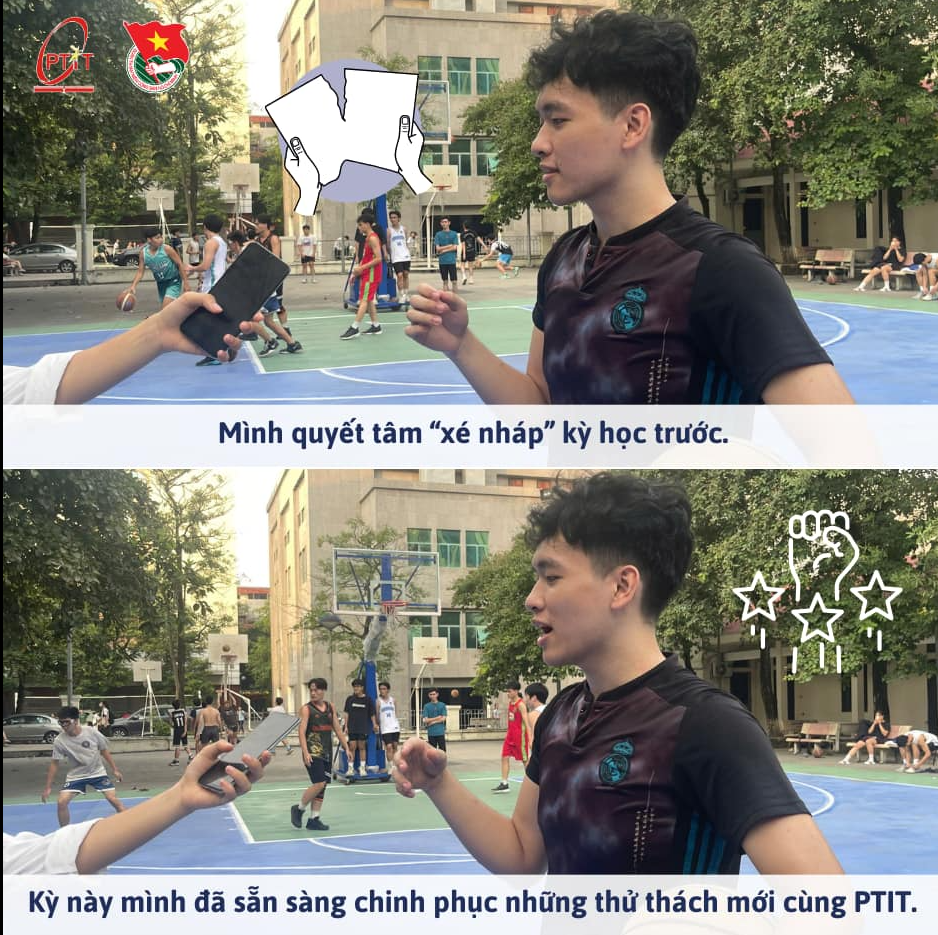 PTIT
Mình quyết tâm “xé nháp” kỳ học trước.
Kỳ này mình đã sẵn sàng chinh phục những thử thách mới cùng PTIT.